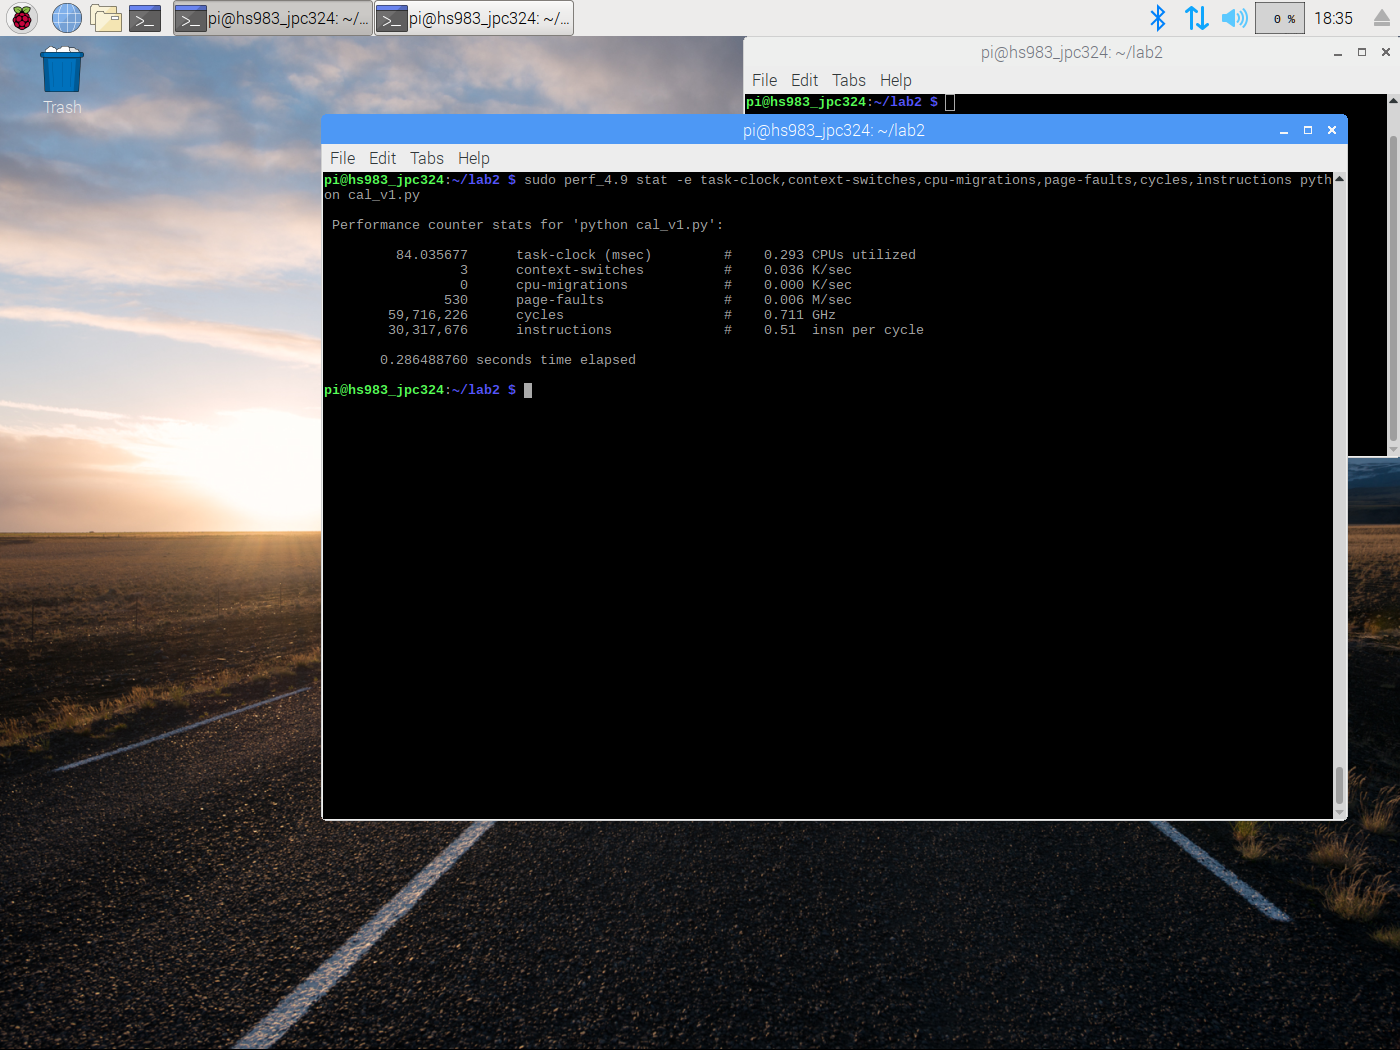 pi@hs983_jpc324: ~/...
pi@hs983_jpc324: ~/...
0 %
18:35
Trash
pi@hs983_jpc324: ~/lab2
File Edit Tabs Help
pi@hs983_jpc324:~/lab2 $
pi@hs983_jpc324: ~/lab2
File Edit Tabs Help
pi@hs983_jpc324:~/lab2 $ sudo perf_4.9 stat -e task-clock,context-switches,cpu-migrations,page-faults,cycles,instructions pyth
on cal_v1.py
Performance counter stats for 'python cal_v1.py':
84.035677 task-clock (msec) # 0.293 CPUs utilized
3 context-switches # 0.036 K/sec
0 cpu-migrations # 0.000 K/sec
530 page-faults # 0.006 M/sec
59,716,226 cycles # 0.711 GHz
30,317,676 instructions # 0.51 insn per cycle
0.286488760 seconds time elapsed
pi@hs983_jpc324:~/lab2 $